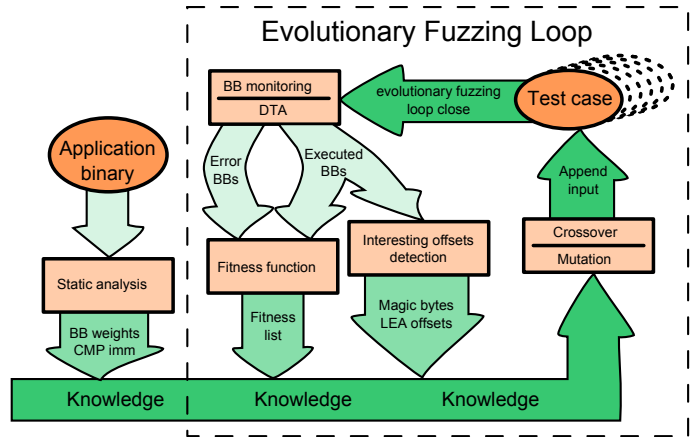 Evolutionary Fuzzing Loop
BB monitoring
DTA
evolutionary fuzzing
loop close
Test case
Application
binary
Error
BBs
Executed
BBs
Append
input
Static analysis
Fitness function
Interesting offsets
detection
Crossover
Mutation
BB weights
CMP imm
Fitness
list
Magic bytes
LEA offsets
Knowledge
Knowledge
Knowledge